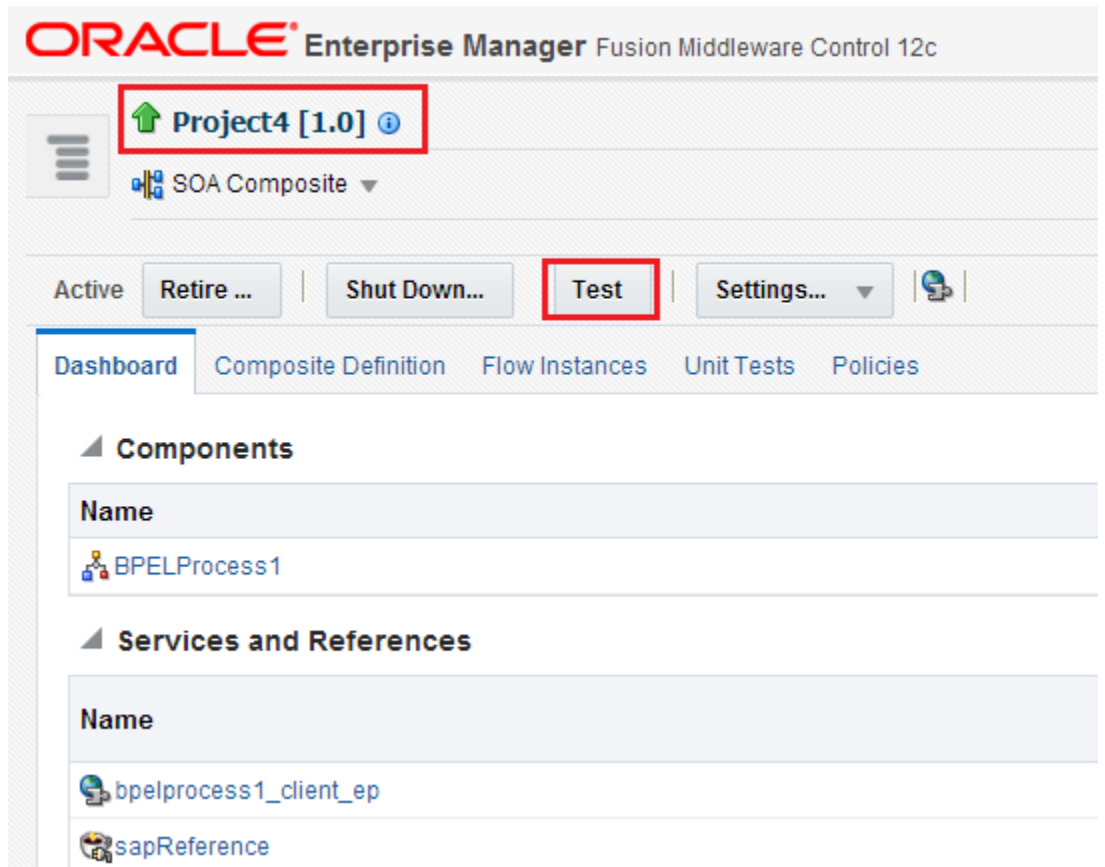 ORACLE Enterprise Manager Fusion Middleware Control 12c
Project4 [1.0]
SOA Composite
Active Retire ... Shut Down... Test Settings...
Dashboard Composite Definition Flow Instances Unit Tests Policies
Components
Name
BPELProcess1
Services and References
Name
bpelprocess1_client_ep
sapReference